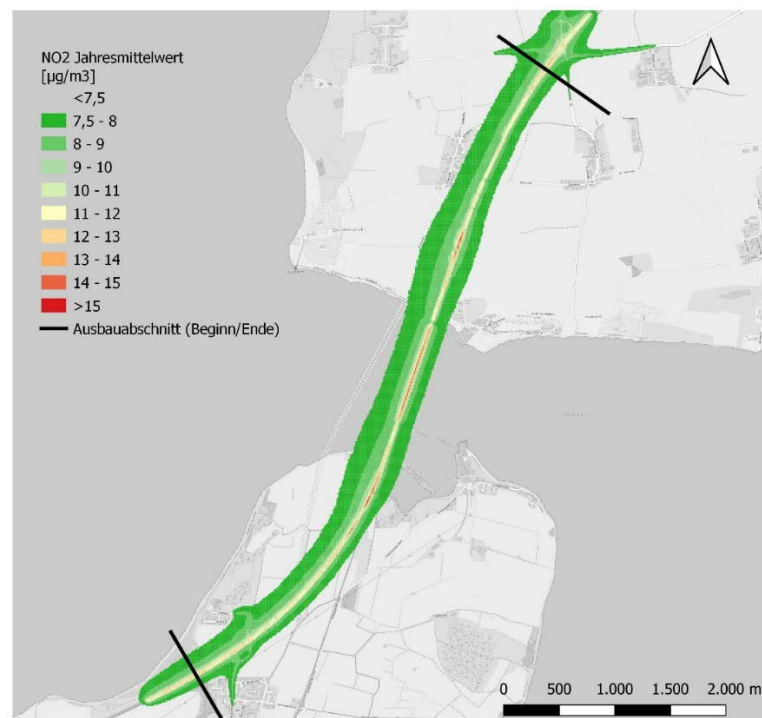 NO2 Jahresmittelwert
[µg/m3]
<7,5
7,5 - 8
8 - 9
9 - 10
10 - 11
11 - 12
12 - 13
13 - 14
14 - 15
>15
Ausbauabschnitt (Beginn/Ende)
0 500 1.000 1.500 2.000 m